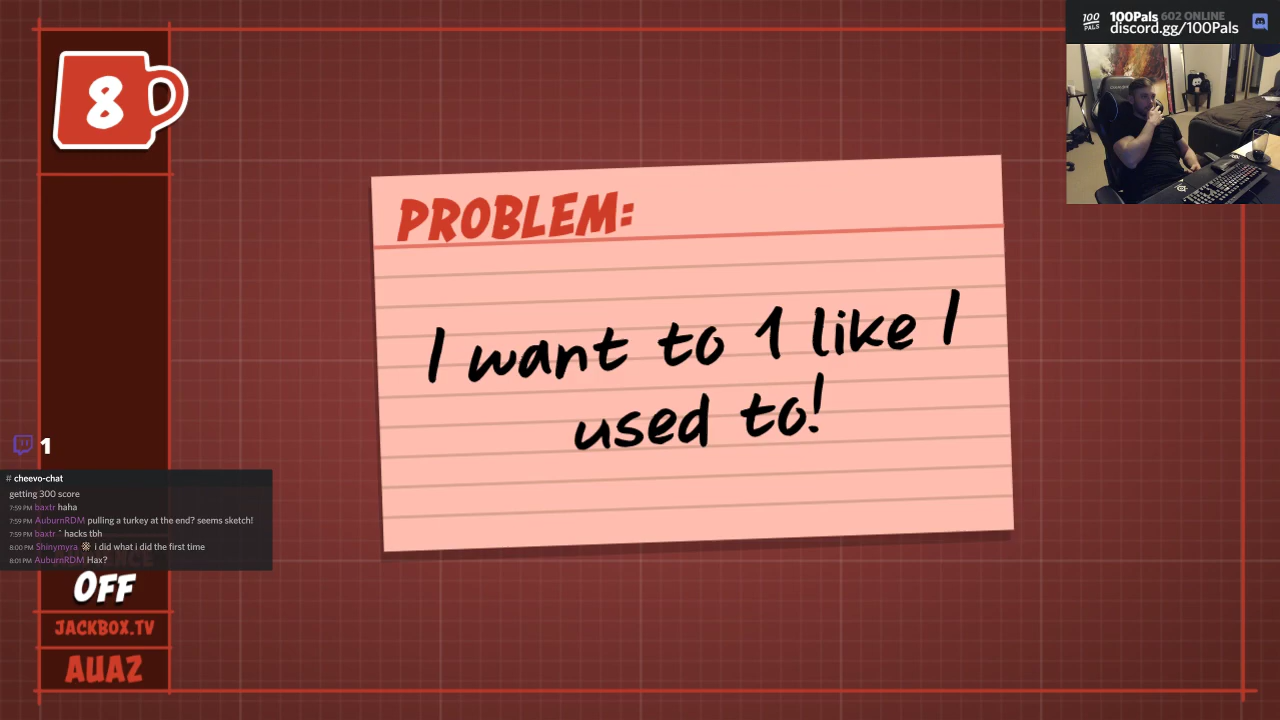 100 PALS
100Pals 602 ONLINE
discord.gg/100Pals
8
PROBLEM:
I want to 1 like I
used to!
1
# cheevo-chat
getting 300 score
7:59 PM baxtr haha
7:59 PM AuburnRDM pulling a turkey at the end? seems sketch!
7:59 PM baxtr ^ hacks tbh
8:00 PM Shinymyra i did what i did the first time
8:01 PM AuburnRDM Hax?
OFF
JACKBOX.TV
AUAZ